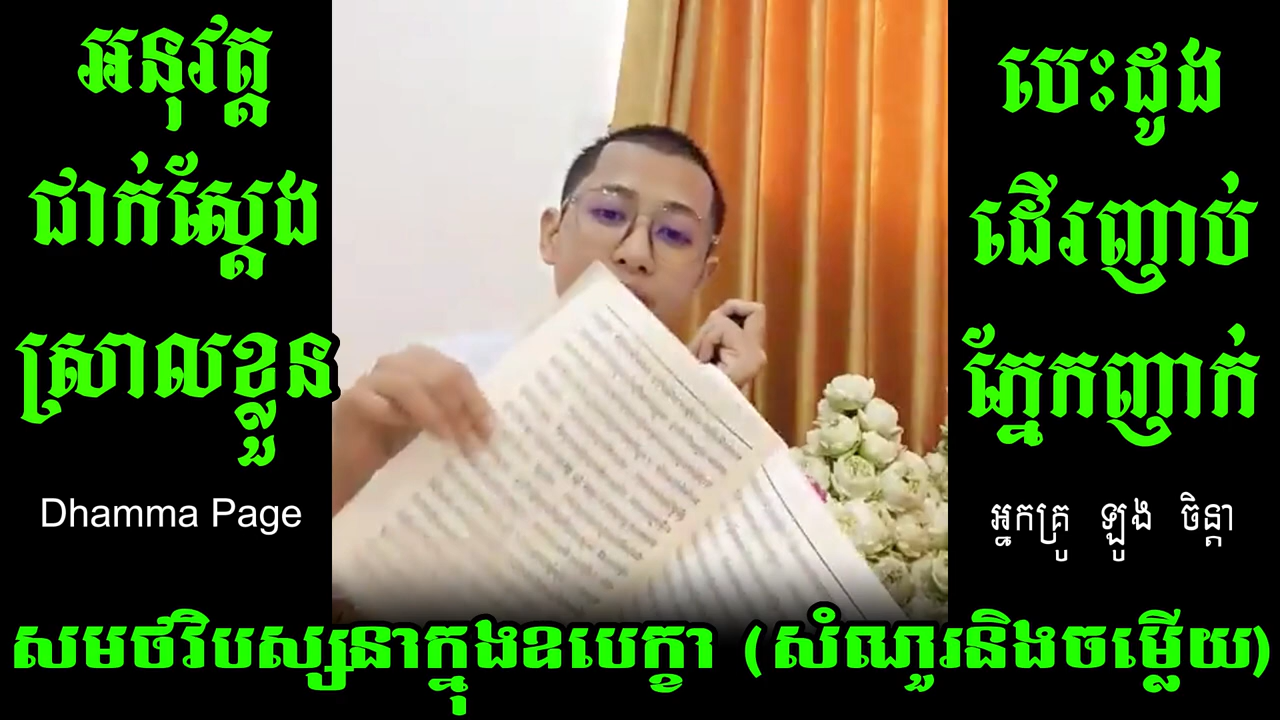 អនុវត្ត
ជាក់ស្តែង
ស្រាលខ្លួន
Dhamma Page
បេះដូង
ដើរញាប់
ភ្នែកញាក់
អ្នកគ្រូ ឡូង ចិន្តា
សមថវិបស្សនាក្នុងឧបេក្ខា (សំណួរនិងចម្លើយ)